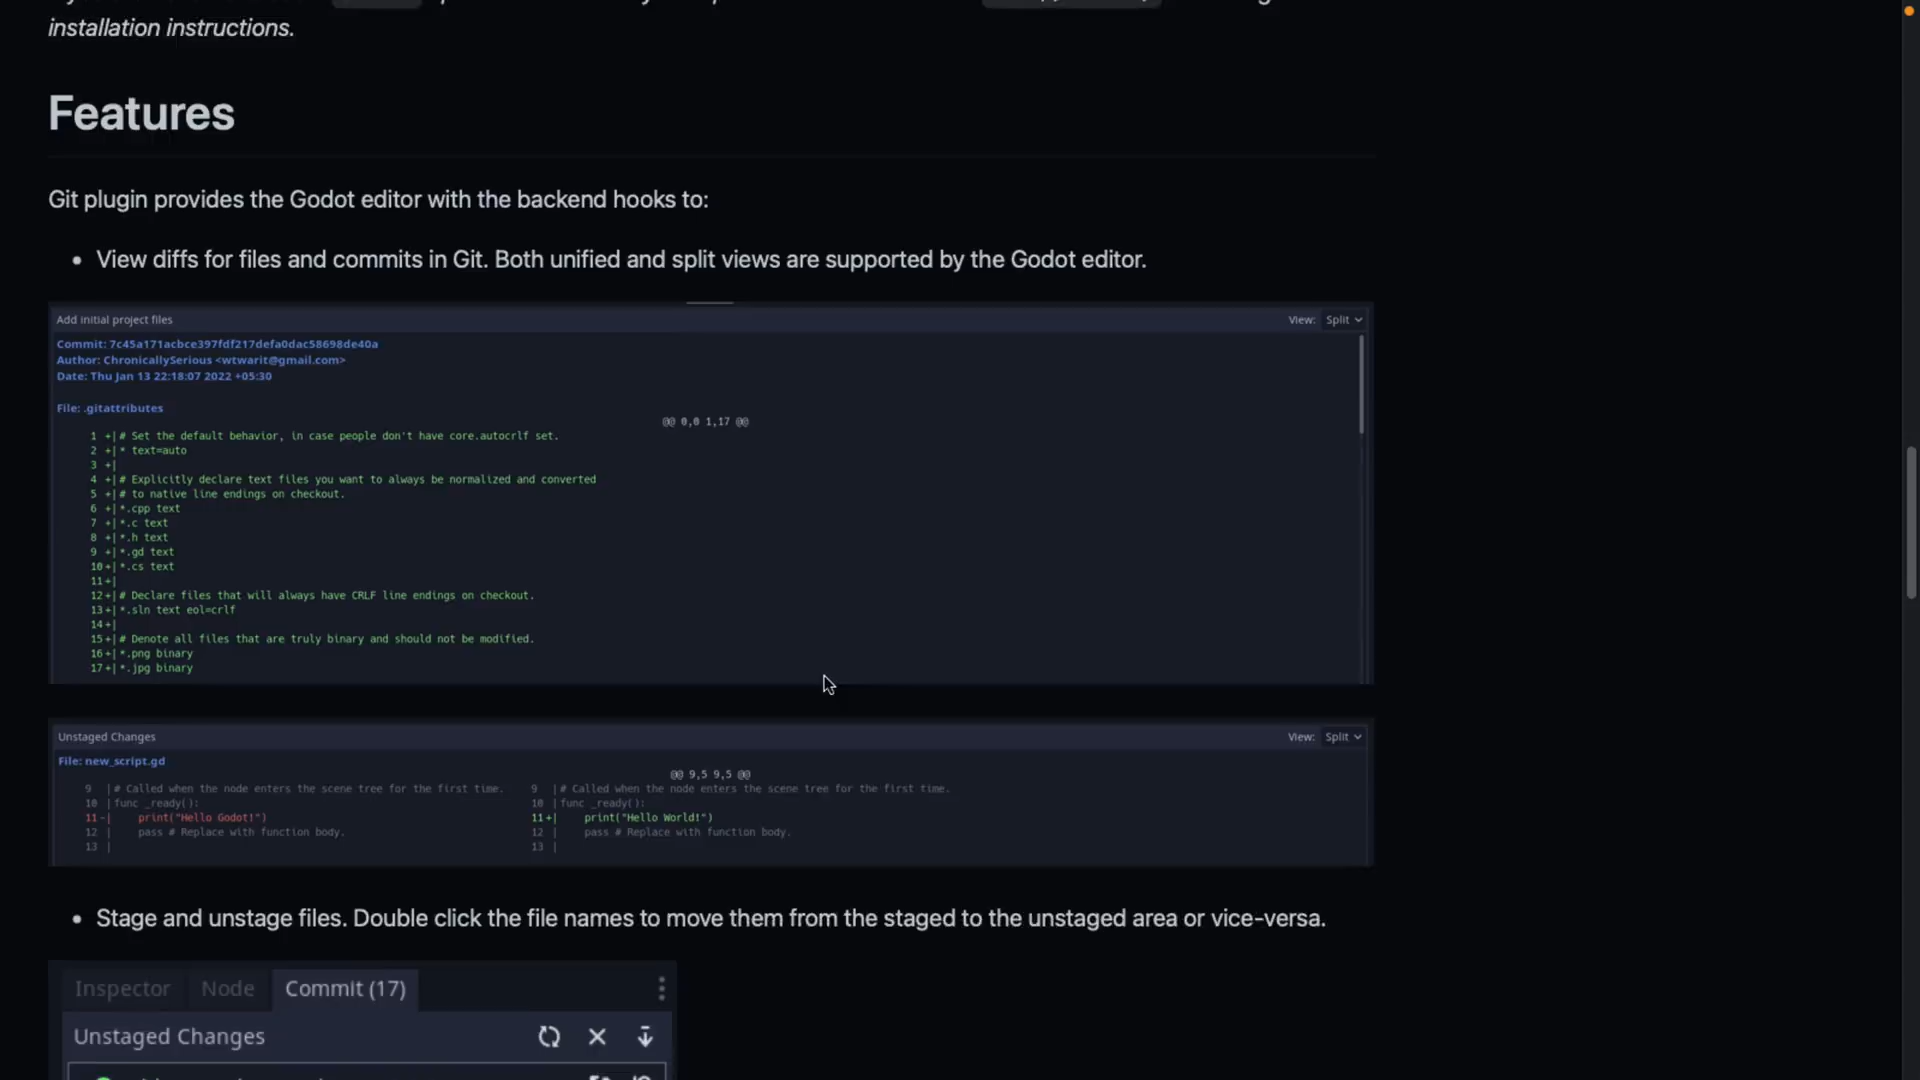 installation instructions.
Features
Git plugin provides the Godot editor with the backend hooks to:
• View diffs for files and commits in Git. Both unified and split views are supported by the Godot editor.
Add initial project files View: Split
Commit: 7c45a171acbce397fdf217defa0dac58698de40a
Author: ChronicallySerious <wtwarit@gmail.com>
Date: Thu Jan 13 22:18:07 2022 +05:30
File: .gitattributes
@@ 0,0 1,17 @@
1 +|# Set the default behavior, in case people don't have core.autocrlf set.
2 +|* text=auto
3 +|
4 +|# Explicitly declare text files you want to always be normalized and converted
5 +|# to native line endings on checkout.
6 +|*.cpp text
7 +|*.c text
8 +|*.h text
9 +|*.gd text
10+|*.cs text
11+|
12+|# Declare files that will always have CRLF line endings on checkout.
13+|*.sln text eol=crlf
14+|
15+|# Denote all files that are truly binary and should not be modified.
16+|*.png binary
17+|*.jpg binary
Unstaged Changes View: Split
File: new_script.gd
@@ 9,5 9,5 @@
9 |# Called when the node enters the scene tree for the first time. 9 |# Called when the node enters the scene tree for the first time.
10 |func _ready(): 10 |func _ready():
11-| print("Hello Godot!") 11+| print("Hello World!")
12 | pass # Replace with function body. 12 | pass # Replace with function body.
13 | 13 |
• Stage and unstage files. Double click the file names to move them from the staged to the unstaged area or vice-versa.
Inspector Node Commit (17)
Unstaged Changes